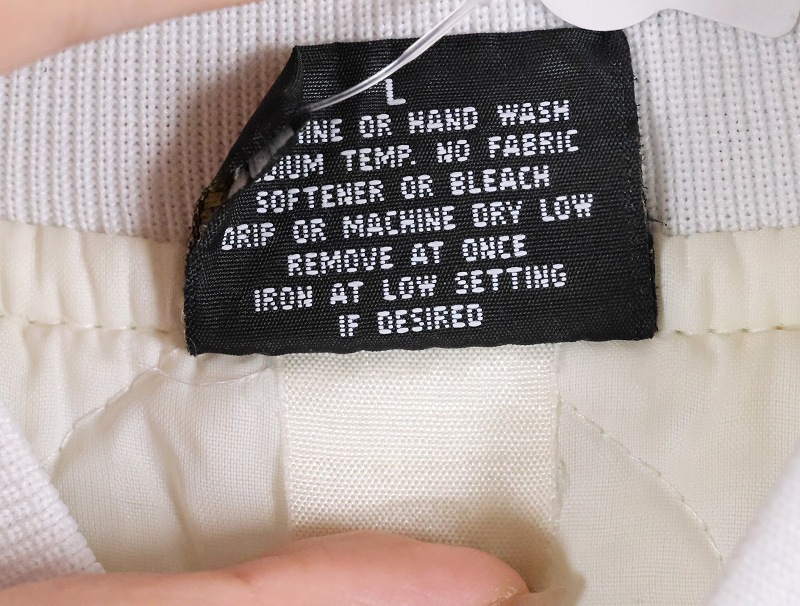 L
INE OR HAND WASH
DIUM TEMP. NO FABRIC
SOFTENER OR BLEACH
DRIP OR MACHINE DRY LOW
REMOVE AT ONCE
IRON AT LOW SETTING
IF DESIRED